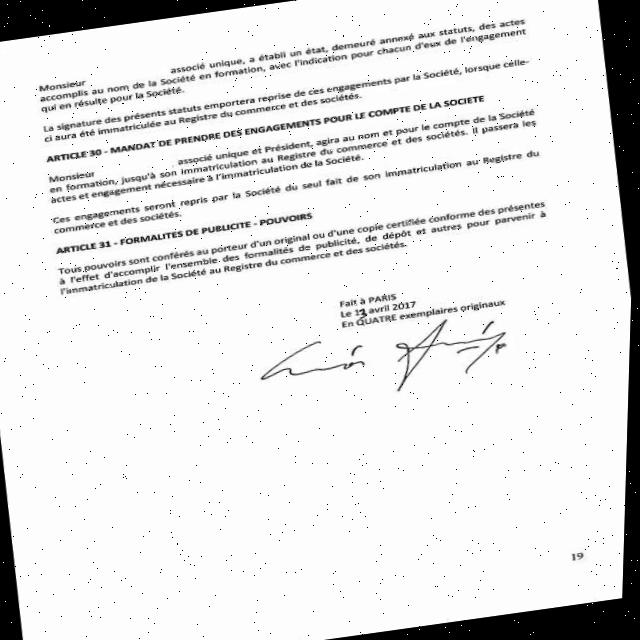 Monsieur associé unique, a établi un état, demeuré annexé aux statuts, des actes
accomplis au nom de la Société en formation, avec l'indication pour chacun d'eux de l'engagement
qui en résulte pour la Société.
La signature des présents statuts emportera reprise de ces engagements par la Société, lorsque celle-
ci aura été immatriculée au Registre du commerce et des sociétés.
ARTICLE 30 - MANDAT DE PRENDRE DES ENGAGEMENTS POUR LE COMPTE DE LA SOCIETE
Monsieur associé unique et Président, agira au nom et pour le compte de la Société
en formation, jusqu'à son immatriculation au Registre du commerce et des sociétés. Il passera les
actes et engagement nécessaire à l'immatriculation de la Société.
Ces engagements seront repris par la Société du seul fait de son immatriculation au Registre du
commerce et des sociétés.
ARTICLE 31 - FORMALITÉS DE PUBLICITE - POUVOIRS
Tous pouvoirs sont conférés au porteur d'un original ou d'une copie certifiée conforme des présentes
à l'effet d'accomplir l'ensemble des formalités de publicité, de dépôt et autres pour parvenir à
l'immatriculation de la Société au Registre du commerce et des sociétés.
Fait à PARIS
Le 13 avril 2017
En QUATRE exemplaires originaux
19